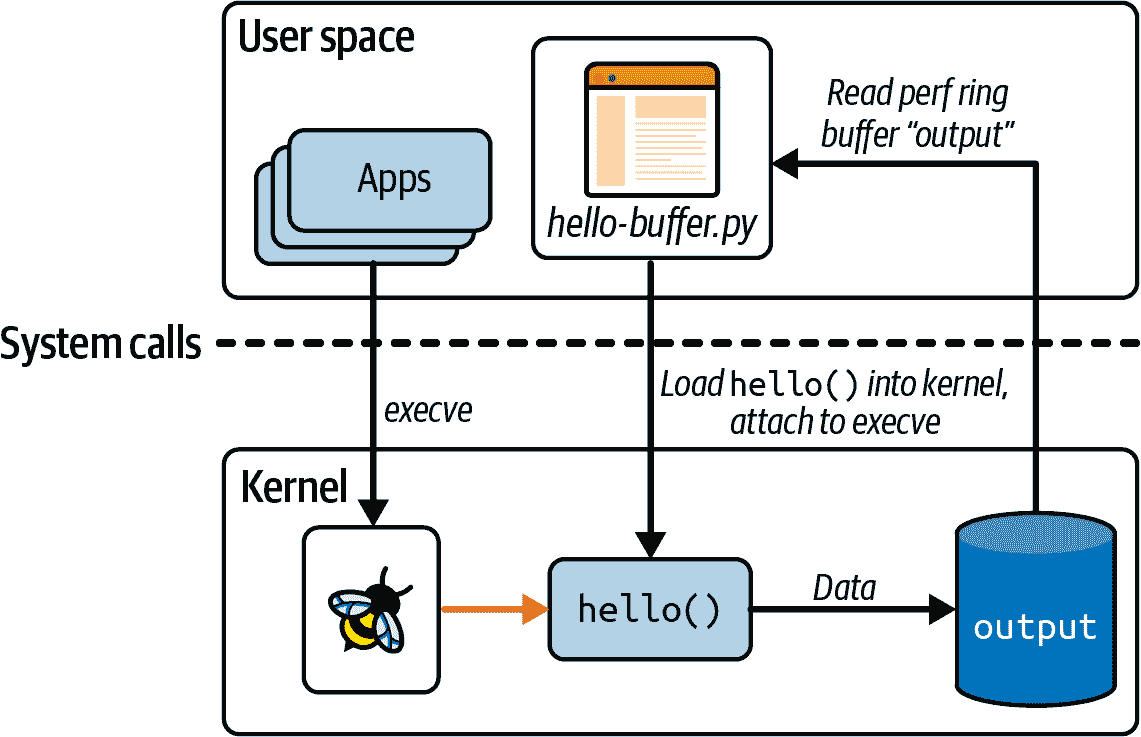 User space
Apps
hello-buffer.py
Read perf ring
buffer “output”
System calls
execve
Load hello() into kernel,
attach to execve
Kernel
hello()
Data
output